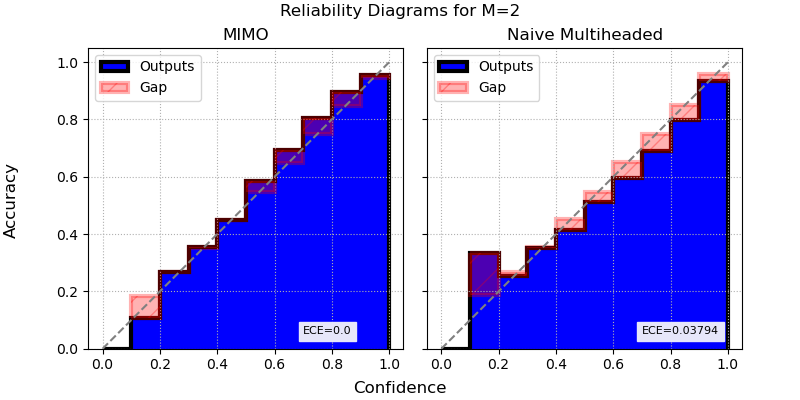 Reliability Diagrams for M=2
MIMO
Naive Multiheaded
Accuracy
1.0
0.8
0.6
0.4
0.2
0.0
Outputs
Gap
ECE=0.0
0.0 0.2 0.4 0.6 0.8 1.0
Outputs
Gap
ECE=0.03794
0.0 0.2 0.4 0.6 0.8 1.0
Confidence